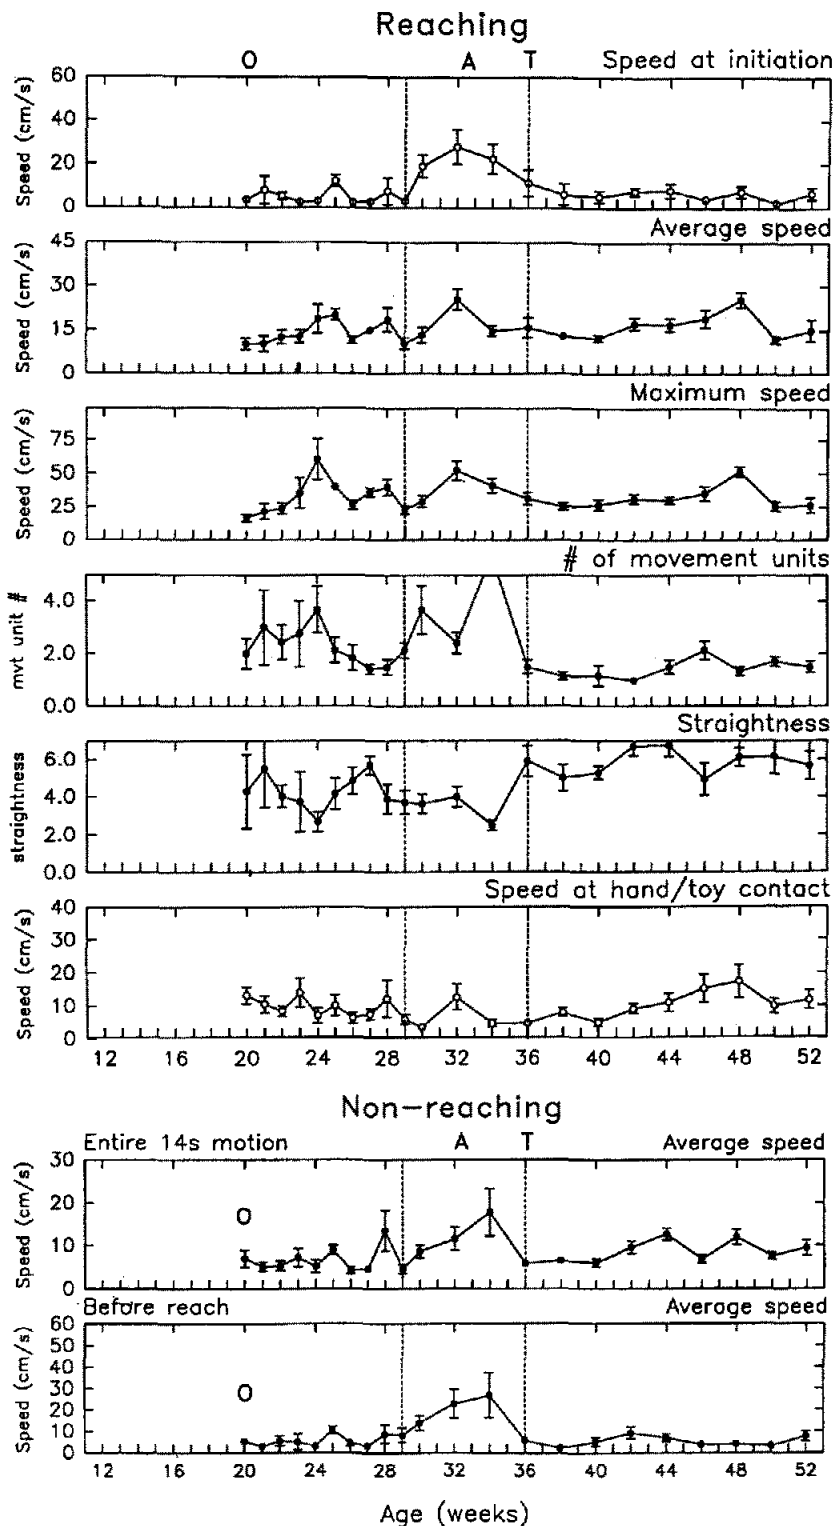 Reaching
O A T Speed at initiation
60
40
20
0
Speed (cm/s)
Average speed
45
30
15
0
Speed (cm/s)
Maximum speed
75
50
25
0
Speed (cm/s)
# of movement units
4.0
2.0
0.0
mvt unit #
Straightness
6.0
4.0
2.0
0.0
straightness
Speed at hand/toy contact
40
30
20
10
0
Speed (cm/s)
12 16 20 24 28 32 36 40 44 48 52
Non-reaching
A T
Entire 14s motion Average speed
30
20
10
0
Speed (cm/s)
O
Before reach Average speed
60
50
40
30
20
10
0
Speed (cm/s)
O
12 16 20 24 28 32 36 40 44 48 52
Age (weeks)